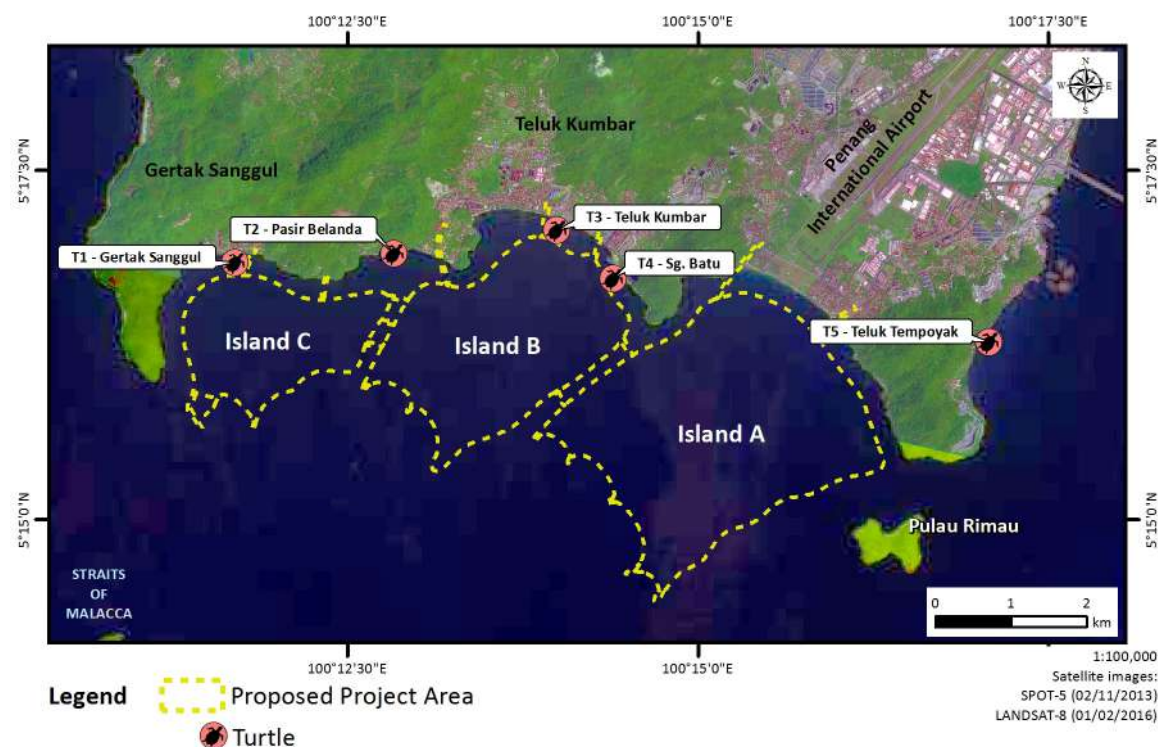 100°12'30"E
100°15'0"E
100°17'30"E
N
W
E
S
5°17'30"N
5°17'30"N
Teluk Kumbar
Penang
International Airport
Gertak Sanggul
T3 - Teluk Kumbar
T2 - Pasir Belanda
T1 - Gertak Sanggul
T4 - Sg. Batu
T5 - Teluk Tempoyak
Island C
Island B
Island A
5°15'0"N
5°15'0"N
Pulau Rimau
STRAITS
OF
MALACCA
0 1 2
km
100°12'30"E
100°15'0"E
100°17'30"E
1:100,000
Satellite images:
SPOT-5 (02/11/2013)
LANDSAT-8 (01/02/2016)
Legend
Proposed Project Area
Turtle